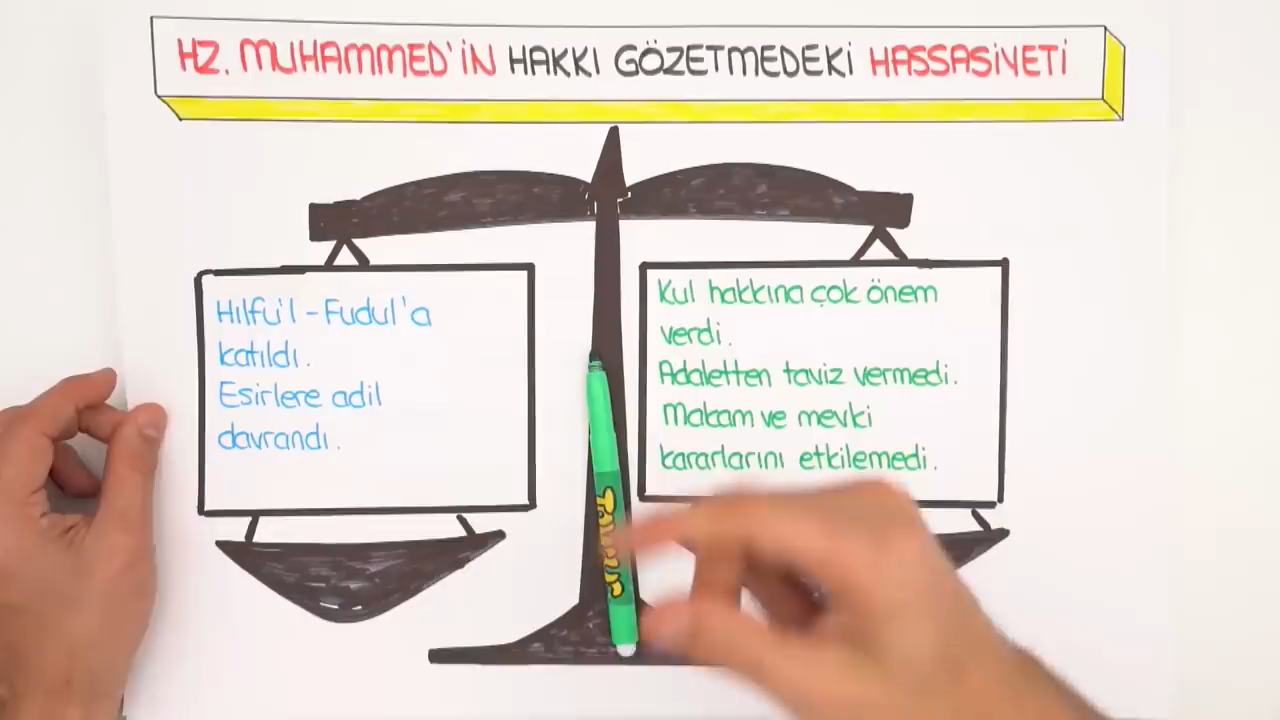 HZ. MUHAMMED'İN HAKKI GÖZETMEDEKİ HASSASİYETİ
Hılfu'l-Fudul'a
katıldı.
Esirlere adil
davrandı.
Kul hakkına çok önem
verdi.
Adaletten taviz vermedi.
Makam ve mevki
kararlarını etkilemedi.